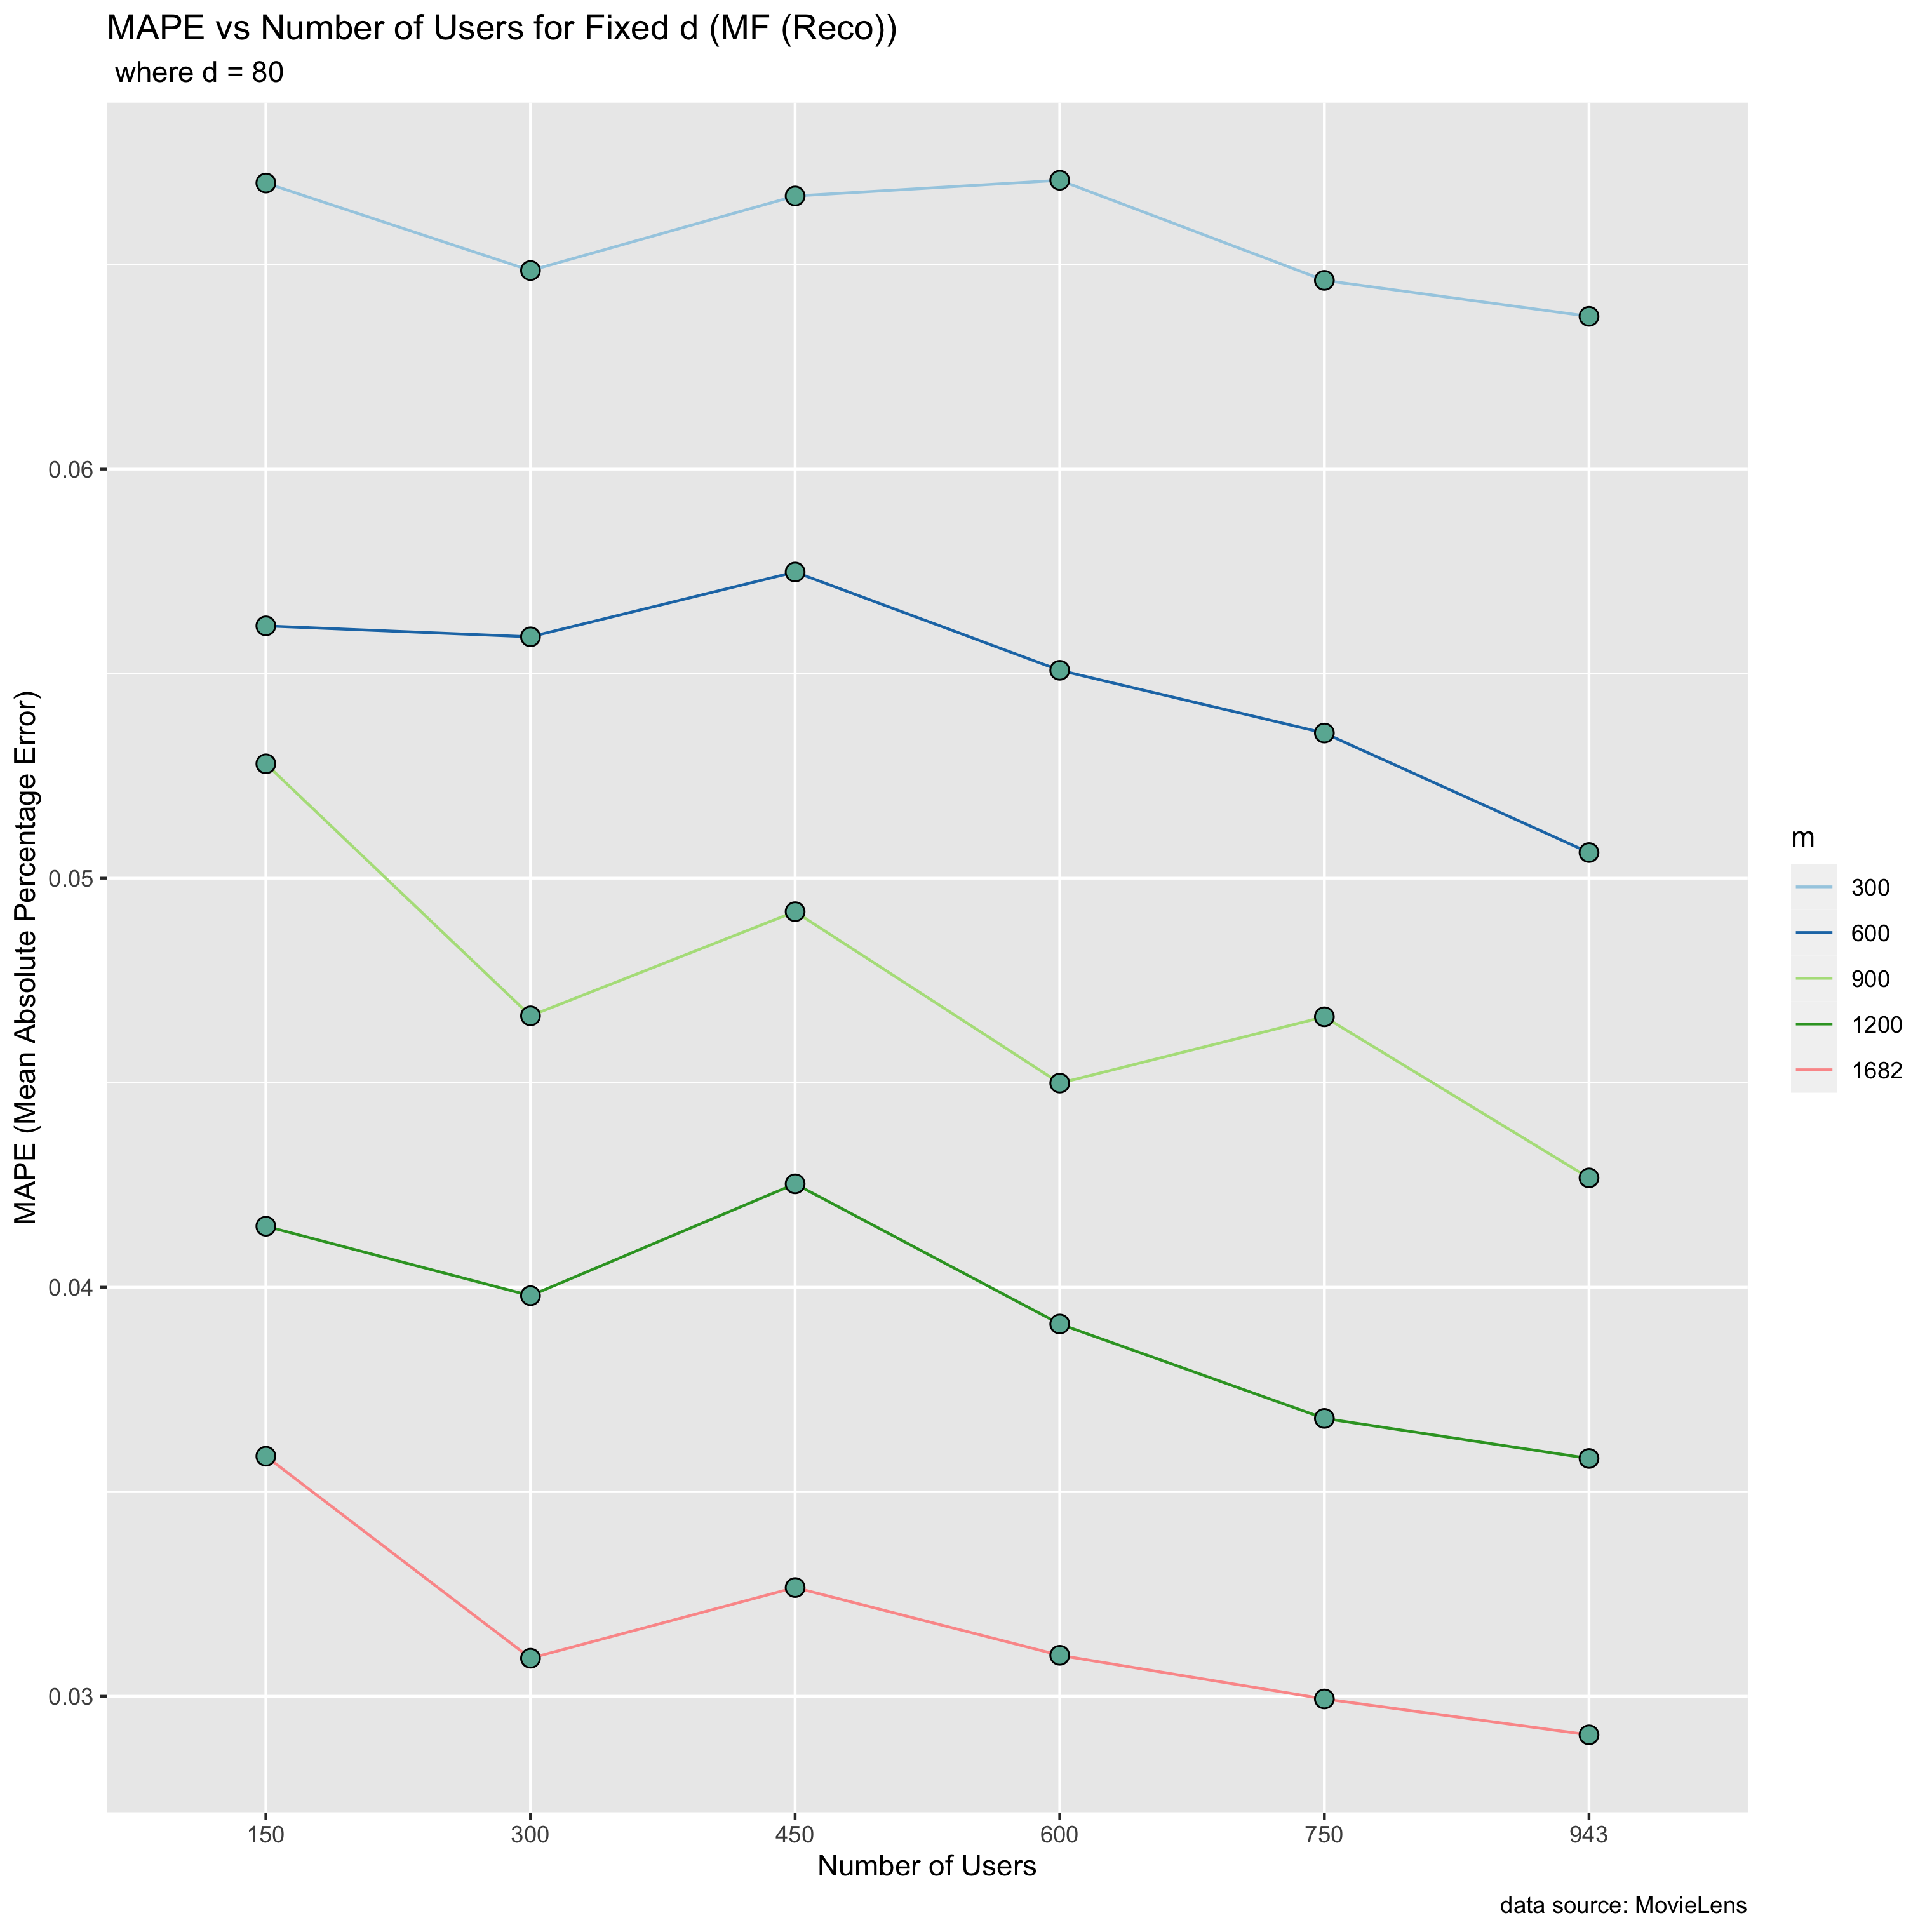 MAPE vs Number of Users for Fixed d (MF (Reco))
where d = 80
MAPE (Mean Absolute Percentage Error)
0.06
0.05
0.04
0.03
150 300 450 600 750 943
Number of Users
m
300
600
900
1200
1682
data source: MovieLens